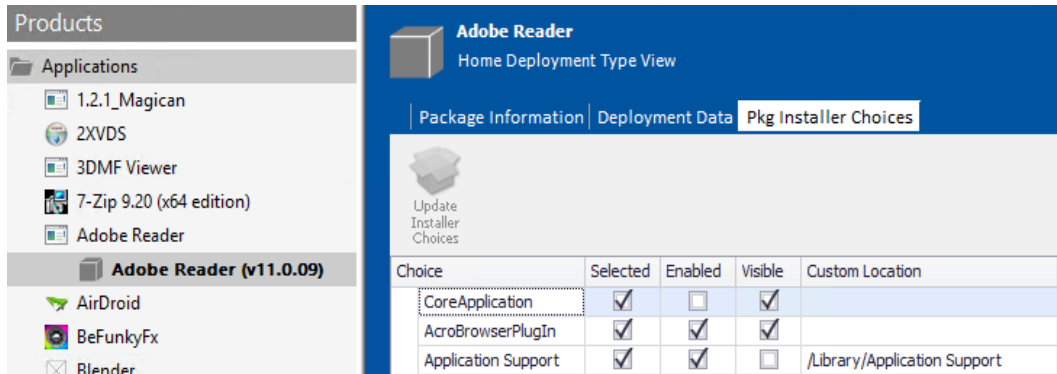 Products
Applications
1.2.1_Magican
2XVDS
3DMF Viewer
7-Zip 9.20 (x64 edition)
Adobe Reader
Adobe Reader (v11.0.09)
AirDroid
BeFunkyFx
Blender
Adobe Reader
Home Deployment Type View
Package Information Deployment Data Pkg Installer Choices
Update
Installer
Choices
Choice Selected Enabled Visible Custom Location
CoreApplication
AcroBrowserPlugIn
Application Support /Library/Application Support